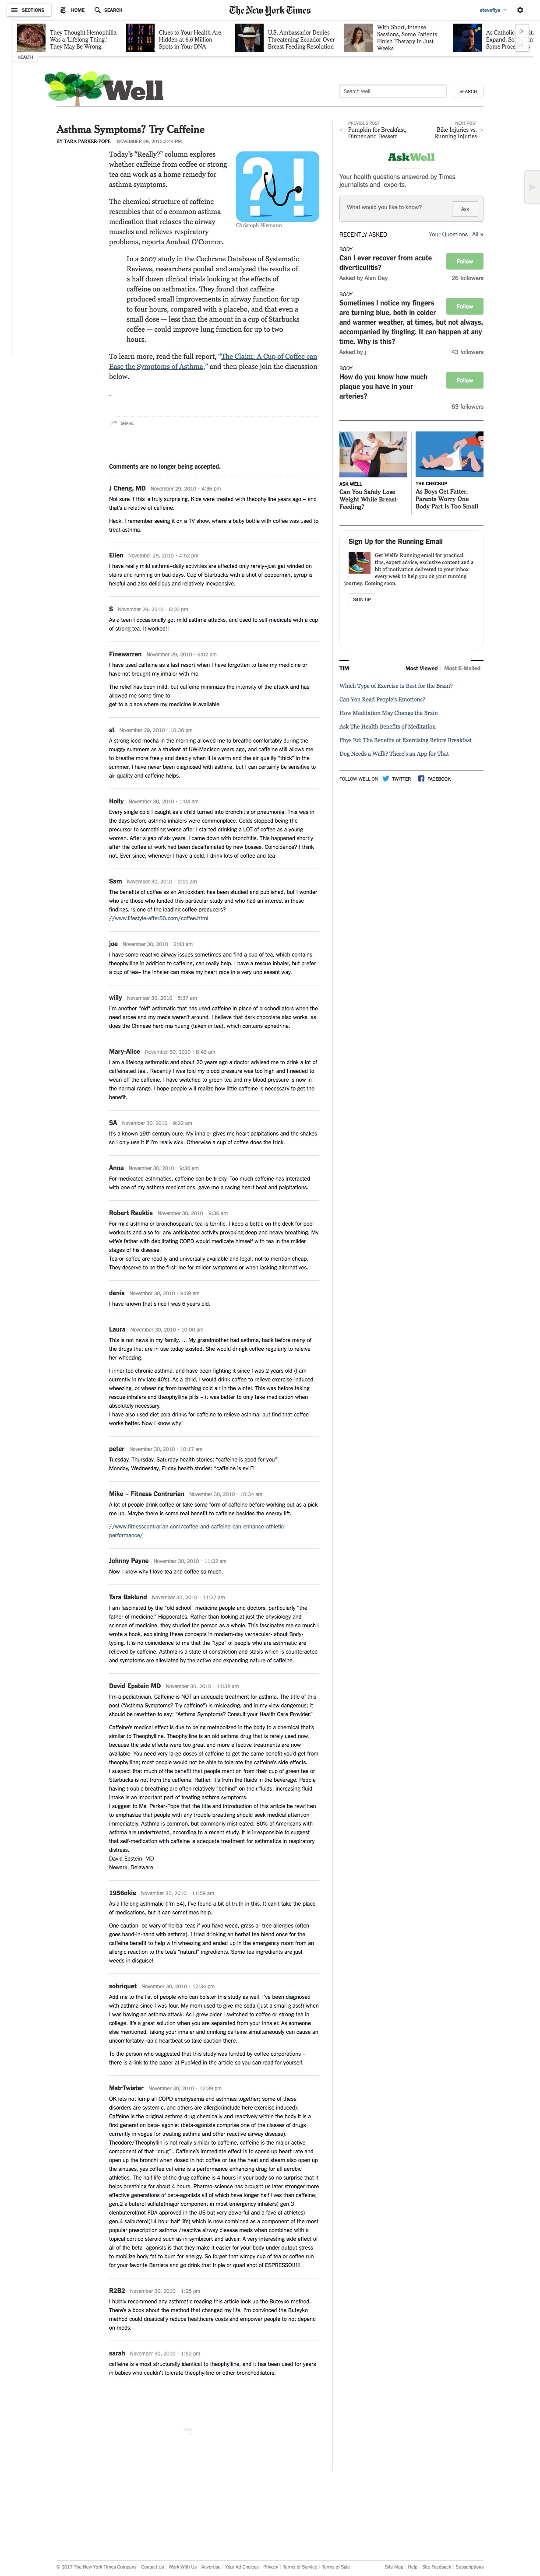 SECTIONS HOME SEARCH
The New York Times
steveflye
They Thought Hemophilia
Was a 'Lifelong Thing.'
They May Be Wrong.
Clues to Your Health Are
Hidden at 6.6 Million
Spots in Your DNA
U.S. Ambassador Denies
Threatening Ecuador Over
Breast-Feeding Resolution
With Short, Intense
Sessions, Some Patients
Finish Therapy in Just
Weeks
As Catholic
Expand, So
Some Proce
HEALTH
Well
Search Well
SEARCH
Asthma Symptoms? Try Caffeine
BY TARA PARKER-POPE NOVEMBER 29, 2010 2:44 PM
Today's "Really?" column explores
whether caffeine from coffee or strong
tea can work as a home remedy for
asthma symptoms.
The chemical structure of caffeine
resembles that of a common asthma
medication that relaxes the airway
muscles and relieves respiratory
problems, reports Anahad O'Connor.
Christoph Niemann
In a 2007 study in the Cochrane Database of Systematic
Reviews, researchers pooled and analyzed the results of
a half dozen clinical trials looking at the effects of
caffeine on asthmatics. They found that caffeine
produced small improvements in airway function for up
to four hours, compared with a placebo, and that even a
small dose -- less than the amount in a cup of Starbucks
coffee -- could improve lung function for up to two
hours.
To learn more, read the full report, "The Claim: A Cup of Coffee can
Ease the Symptoms of Asthma," and then please join the discussion
below.
.
SHARE
Comments are no longer being accepted.
J Cheng, MD November 29, 2010 · 4:36 pm
Not sure if this is truly surprising. Kids were treated with theophylline years ago – and
that's a relative of caffeine.
Heck, I remember seeing it on a TV show, where a baby bottle with coffee was used to
treat asthma.
Ellen November 29, 2010 · 4:52 pm
I have really mild asthma–daily activities are affected only rarely–just get winded on
stairs and running on bad days. Cup of Starbucks with a shot of peppermint syrup is
helpful and also delicious and relatively inexpensive.
S November 29, 2010 · 6:00 pm
As a teen I occasionally got mild asthma attacks, and used to self medicate with a cup
of strong tea. It worked!!
Finewarren November 29, 2010 · 6:02 pm
I have used caffeine as a last resort when I have forgotten to take my medicine or
have not brought my inhaler with me.
The relief has been mild, but caffeine minimizes the intensity of the attack and has
allowed me some time to
get to a place where my medicine is available.
st November 29, 2010 · 10:36 pm
A strong iced mocha in the morning allowed me to breathe comfortably during the
muggy summers as a student at UW-Madison years ago, and caffeine still allows me
to breathe more freely and deeply when it is warm and the air quality "thick" in the
summer. I have never been diagnosed with asthma, but I can certainly be sensitive to
air quality and caffeine helps.
Holly November 30, 2010 · 1:04 am
Every single cold I caught as a child turned into bronchitis or pneumonia. This was in
the days before asthma inhalers were commonplace. Colds stopped being the
precursor to something worse after I started drinking a LOT of coffee as a young
woman. After a gap of six years, I came down with bronchitis. This happened shortly
after the coffee at work had been decaffeinated by new bosses. Coincidence? I think
not. Ever since, whenever I have a cold, I drink lots of coffee and tea.
Sam November 30, 2010 · 2:01 am
The benefits of coffee as an Antioxidant has been studied and published, but I wonder
who are those who funded this particular study and who had an interest in these
findings. Is on of the leading coffee producers?
//www.lifestyle-after50.com/coffee.html
joe November 30, 2010 · 2:43 am
I have some reactive airway issues sometimes and find a cup of tea, which contains
theophylline in addition to caffeine, can really help. I have a rescue inhaler, but prefer
a cup of tea– the inhaler can make my heart race in a very unpleasant way.
willy November 30, 2010 · 5:37 am
I'm another "old" asthmatic that has used caffeine in place of brochodilators when the
need arose and my meds weren't around. I believe that dark chocolate also works, as
does the Chinese herb ma huang (taken in tea), which contains ephedrine.
Mary-Alice November 30, 2010 · 8:43 am
I am a lifelong asthmatic and about 20 years ago a doctor advised me to drink a lot of
caffeinated tea.. Recently I was told my blood pressure was too high and I needed to
wean off the caffeine. I have switched to green tea and my blood pressure is now in
the normal range. I hope people will realize how little caffeine is necessary to get the
benefit.
SA November 30, 2010 · 9:32 am
It's a known 19th century cure. My inhaler gives me heart palpitations and the shakes
so I only use it if I'm really sick. Otherwise a cup of coffee does the trick.
Anna November 30, 2010 · 9:36 am
For medicated asthmatics, caffeine can be tricky. Too much caffeine has interacted
with one of my asthma medications, gave me a racing heart beat and palpitations.
Robert Rauktis November 30, 2010 · 9:36 am
For mild asthma or bronchospasm, tea is terrific. I keep a bottle on the deck for pool
workouts and also for any anticipated activity provoking deep and heavy breathing. My
wife's father with debilitating COPD would medicate himself with tea in the milder
stages of his disease.
Tea or coffee are readily and universally available and legal, not to mention cheap.
They deserve to be the first line for milder symptoms or when lacking alternatives.
denis November 30, 2010 · 9:59 am
I have known that since I was 6 years old.
Laura November 30, 2010 · 10:00 am
This is not news in my family..... My grandmother had asthma, back before many of
the drugs that are in use today existed. She would dringk coffee regularly to releive
her wheezing.
I inherited chronic asthma, and have been fighting it since I was 2 years old (I am
currently in my late 40's). As a child, I would drink coffee to relieve exercise-induced
wheezing, or wheezing from breathing cold air in the winter. This was before taking
rescue inhalers and theophylline pills – it was better to only take medication when
absolutely necessary.
I have also used diet cola drinks for caffeine to relieve asthma, but find that coffee
works better. Now I know why!
peter November 30, 2010 · 10:17 am
Tuesday, Thursday, Saturday health stories: "caffeine is good for you"!
Monday, Wednesday, Friday health stories: "caffeine is evil"!
Mike – Fitness Contrarian November 30, 2010 · 10:34 am
A lot of people drink coffee or take some form of caffeine before working out as a pick
me up. Maybe there is some real benefit to caffeine besides the energy lift.
//www.fitnesscontrarian.com/coffee-and-caffeine-can-enhance-athletic-
performance/
Johnny Payne November 30, 2010 · 11:22 am
Now I know why I love tea and coffee so much.
Tara Baklund November 30, 2010 · 11:27 am
I am fascinated by the "old school" medicine people and doctors, particularly "the
father of medicine," Hippocrates. Rather than looking at just the physiology and
science of medicine, they studied the person as a whole. This fascinates me so much I
wrote a book, explaining these concepts in modern-day vernacular- about Body-
typing. It is no coincidence to me that the "type" of people who are asthmatic are
relieved by caffeine. Asthma is a state of constriction and stasis which is counteracted
and symptoms are alleviated by the active and expanding nature of caffeine.
David Epstein MD November 30, 2010 · 11:38 am
I'm a pediatrician. Caffeine is NOT an adequate treatment for asthma. The title of this
post ("Asthma Symptoms? Try caffeine") is misleading, and in my view dangerous; it
should be rewritten to say: "Asthma Symptoms? Consult your Health Care Provider."
Caffeine's medical effect is due to being metabolized in the body to a chemical that's
similar to Theophylline. Theophylline is an old asthma drug that is rarely used now,
because the side effects were too great and more effective treatments are now
available. You need very large doses of caffeine to get the same benefit you'd get from
theophylline; most people would not be able to tolerate the caffeine's side effects.
I suspect that much of the benefit that people mention from their cup of green tea or
Starbucks is not from the caffeine. Rather, it's from the fluids in the beverage. People
having trouble breathing are often relatively "behind" on their fluids; increasing fluid
intake is an important part of treating asthma symptoms.
I suggest to Ms. Parker-Pope that the title and introduction of this article be rewritten
to emphasize that people with any trouble breathing should seek medical attention
immediately. Asthma is common, but commonly mistreated; 80% of Americans with
asthma are undertreated, according to a recent study. It is irresponsible to suggest
that self-medication with caffeine is adequate treatment for asthmatics in respiratory
distress.
David Epstein, MD
Newark, Delaware
1956okie November 30, 2010 · 11:59 am
As a lifelong asthmatic (I'm 54), I've found a bit of truth in this. It can't take the place
of medications, but it can sometimes help.
One caution–be wary of herbal teas if you have weed, grass or tree allergies (often
goes hand-in-hand with asthma). I tried drinking an herbal tea blend once for the
caffeine benefit to help with wheezing and ended up in the emergency room from an
allergic reaction to the tea's "natural" ingredients. Some tea ingredients are just
weeds in disguise!
sobriquet November 30, 2010 · 12:34 pm
Add me to the list of people who can bolster this study as well. I've been diagnosed
with asthma since I was four. My mom used to give me soda (just a small glass!) when
I was having an asthma attack. As I grew older I switched to coffee or strong tea in
college. It's a great solution when you are separated from your inhaler. As someone
else mentioned, taking your inhaler and drinking caffeine simultaneously can cause an
uncomfortably rapid heartbeat so take caution there.
To the person who suggested that this study was funded by coffee corporations –
there is a link to the paper at PubMed in the article so you can read for yourself.
MstrTwister November 30, 2010 · 12:39 pm
OK lets not lump all COPD emphysema and asthmas together; some of these
disorders are systemic, and others are allergic(include here exercise induced).
Caffeine is the original asthma drug chemically and reactively within the body it is a
first generation beta- agonist (beta-agonists comprise one of the classes of drugs
currently in vogue for treating asthma and other reactive airway disease).
Theodore/Theophylin is not really similar to caffeine, caffeine is the major active
component of that "drug" . Caffeine's immediate effect is to speed up heart rate and
open up the bronchi when dosed in hot coffee or tea the heat and steam also open up
the sinuses, yes coffee caffeine is a performance enhancing drug for all aerobic
athletics. The half life of the drug caffeine is 4 hours in your body so no surprise that it
helps breathing for about 4 hours. Pharmo-science has brought us later stronger more
effective generations of beta-agonists all of which have longer half lives than caffeine;
gen.2 albuterol sulfate(major component in most emergency inhalers) gen.3
clenbuterol(not FDA approved in the US but very powerful and a fave of athletes)
gen.4 salbuterol(14 hour half life) which is now combined as a component of the most
popular prescription asthma /reactive airway disease meds when combined with a
topical cortico steroid such as in symbicort and advair. A very interesting side effect of
all of the beta- agonists is that they make it easier for your body under output stress
to mobilize body fat to burn for energy. So forget that wimpy cup of tea or coffee run
for your favorite Barrista and go drink that triple or quad shot of ESPRESSO!!!!!
R2B2 November 30, 2010 · 1:25 pm
I highly recommend any asthmatic reading this article look up the Buteyko method.
There's a book about the method that changed my life. I'm convinced the Buteyko
method could drastically reduce healthcare costs and empower people to not depend
on meds.
sarah November 30, 2010 · 1:52 pm
caffeine is almost structurally identical to theophylline, and it has been used for years
in babies who couldn't tolerate theophylline or other bronchodilators.
PREVIOUS POST
Pumpkin for Breakfast,
Dinner and Dessert
NEXT POST
Bike Injuries vs.
Running Injuries
AskWell
Your health questions answered by Times
journalists and experts.
What would you like to know?
Ask
RECENTLY ASKED Your Questions | All »
BODY
Can I ever recover from acute
diverticulitis?
Follow
Asked by Alan Day 26 followers
BODY
Sometimes I notice my fingers
are turning blue, both in colder
and warmer weather, at times, but not always,
accompanied by tingling. It can happen at any
time. Why is this?
Follow
Asked by j 43 followers
BODY
How do you know how much
plaque you have in your
arteries?
Follow
63 followers
ASK WELL
Can You Safely Lose
Weight While Breast-
Feeding?
THE CHECKUP
As Boys Get Fatter,
Parents Worry One
Body Part Is Too Small
Sign Up for the Running Email
Get Well's Running email for practical
tips, expert advice, exclusive content and a
bit of motivation delivered to your inbox
every week to help you on your running
journey. Coming soon.
SIGN UP
TIM Most Viewed Most E-Mailed
Which Type of Exercise Is Best for the Brain?
Can You Read People's Emotions?
How Meditation May Change the Brain
Ask The Health Benefits of Meditation
Phys Ed: The Benefits of Exercising Before Breakfast
Dog Needs a Walk? There's an App for That
FOLLOW WELL ON TWITTER FACEBOOK
© 2017 The New York Times Company Contact Us Work With Us Advertise Your Ad Choices Privacy Terms of Service Terms of Sale Site Map Help Site Feedback Subscriptions